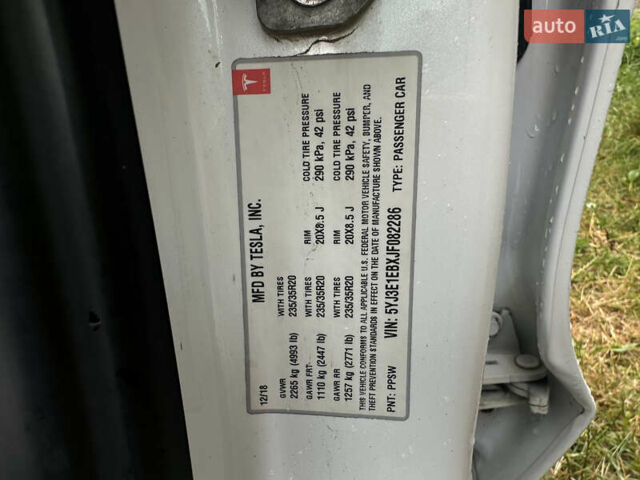 auto RIA
TESLA
MFD BY TESLA, INC.
12/18
GVWR WITH TIRES RIM COLD TIRE PRESSURE
2265 kg (4993 lb) 235/35R20 20X8.5 J 290 kPa, 42 psi
GAWR FRT- WITH TIRES RIM COLD TIRE PRESSURE
1110 kg (2447 lb) 235/35R20 20X8.5 J 290 kPa, 42 psi
GAWR RR WITH TIRES
1257 kg (2771 lb) 235/35R20
THIS VEHICLE CONFORMS TO ALL APPLICABLE U.S. FEDERAL MOTOR VEHICLE SAFETY, BUMPER, AND
THEFT PREVENTION STANDARDS IN EFFECT ON THE DATE OF MANUFACTURE SHOWN ABOVE.
VIN: 5YJ3E1EBXJF082286
PNT: PPSW TYPE: PASSENGER CAR